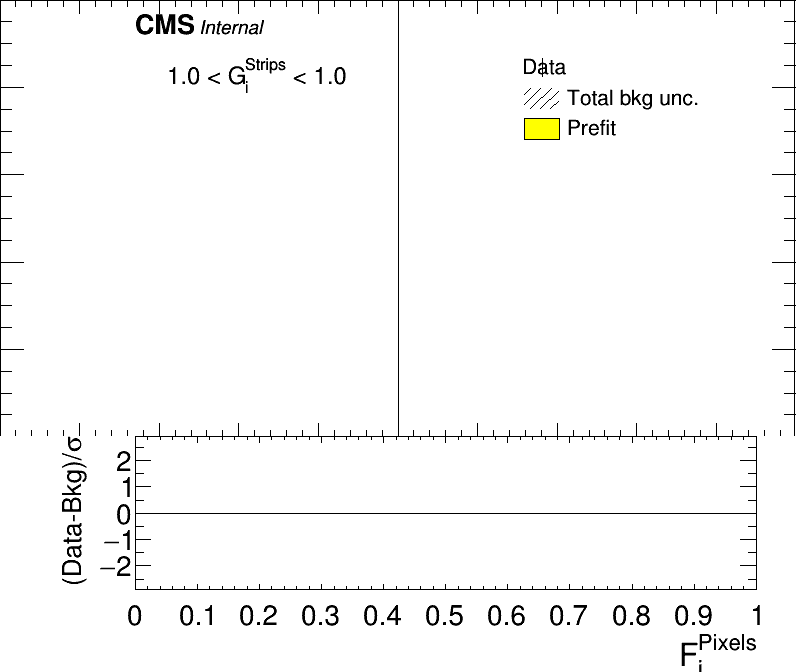 CMS Internal
1.0 < G_i^Strips < 1.0
Data
Total bkg unc.
Prefit
(Data-Bkg)/σ
2
1
0
−1
−2
0 0.1 0.2 0.3 0.4 0.5 0.6 0.7 0.8 0.9 1
F_i^Pixels